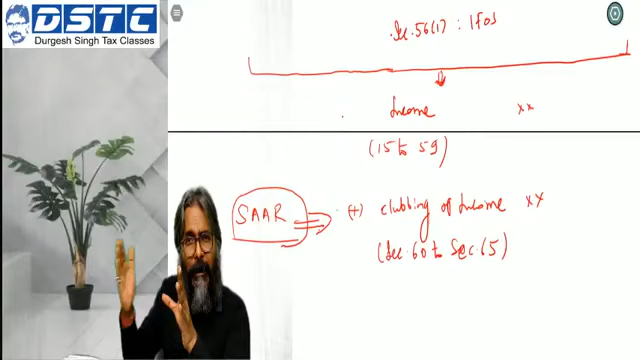 DSTC
Durgesh Singh Tax Classes
Sec. 56(1) : IFOS
Income xx
(15 to 59)
SAAR
(+) clubbing of Income xx
(Sec. 60 to Sec. 65)